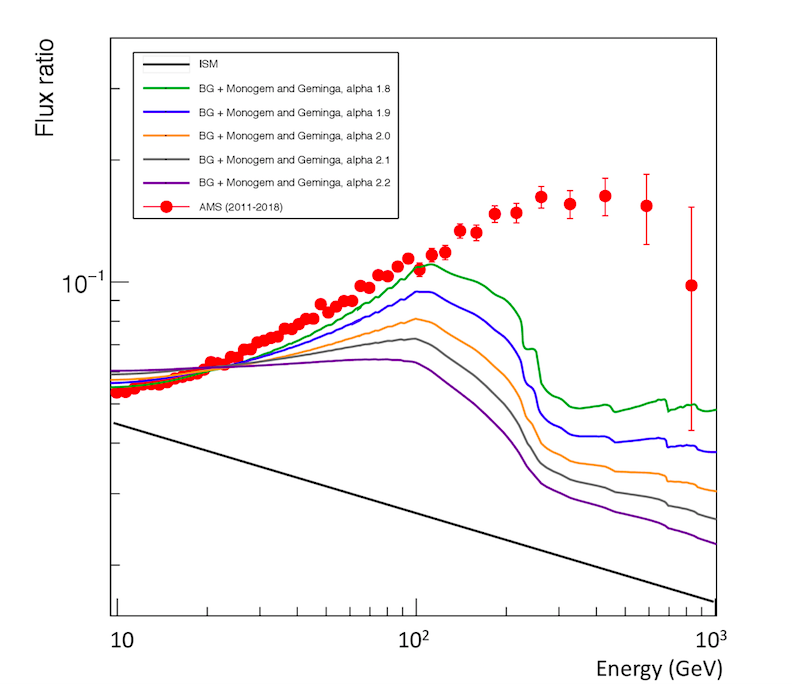 Flux ratio
ISM
BG + Monogem and Geminga, alpha 1.8
BG + Monogem and Geminga, alpha 1.9
BG + Monogem and Geminga, alpha 2.0
BG + Monogem and Geminga, alpha 2.1
BG + Monogem and Geminga, alpha 2.2
AMS (2011-2018)
10⁻¹
10 10² 10³
Energy (GeV)